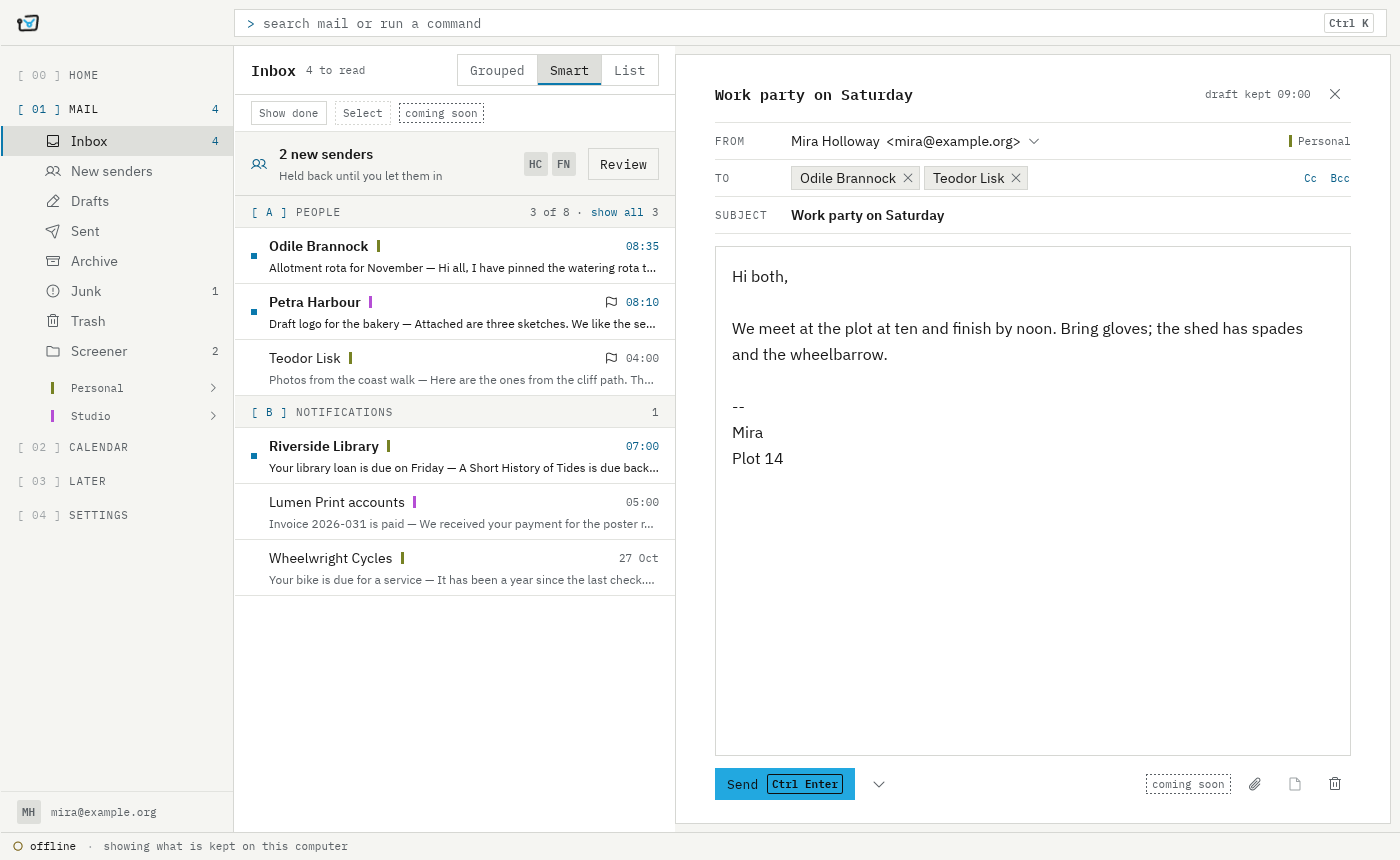 > search mail or run a command
Ctrl K
[ 00 ] HOME
[ 01 ] MAIL 4
Inbox 4
New senders
Drafts
Sent
Archive
Junk 1
Trash
Screener 2
Personal
Studio
[ 02 ] CALENDAR
[ 03 ] LATER
[ 04 ] SETTINGS
MH mira@example.org
Inbox 4 to read
Grouped Smart List
Show done Select coming soon
2 new senders
Held back until you let them in
HC FN Review
[ A ] PEOPLE 3 of 8 · show all 3
Odile Brannock 08:35
Allotment rota for November — Hi all, I have pinned the watering rota t…
Petra Harbour 08:10
Draft logo for the bakery — Attached are three sketches. We like the se…
Teodor Lisk 04:00
Photos from the coast walk — Here are the ones from the cliff path. Th…
[ B ] NOTIFICATIONS 1
Riverside Library 07:00
Your library loan is due on Friday — A Short History of Tides is due back…
Lumen Print accounts 05:00
Invoice 2026-031 is paid — We received your payment for the poster r…
Wheelwright Cycles 27 Oct
Your bike is due for a service — It has been a year since the last check.…
Work party on Saturday draft kept 09:00
FROM Mira Holloway <mira@example.org> Personal
TO Odile Brannock Teodor Lisk Cc Bcc
SUBJECT Work party on Saturday
Hi both,
We meet at the plot at ten and finish by noon. Bring gloves; the shed has spades
and the wheelbarrow.
--
Mira
Plot 14
Send Ctrl Enter
coming soon
offline · showing what is kept on this computer